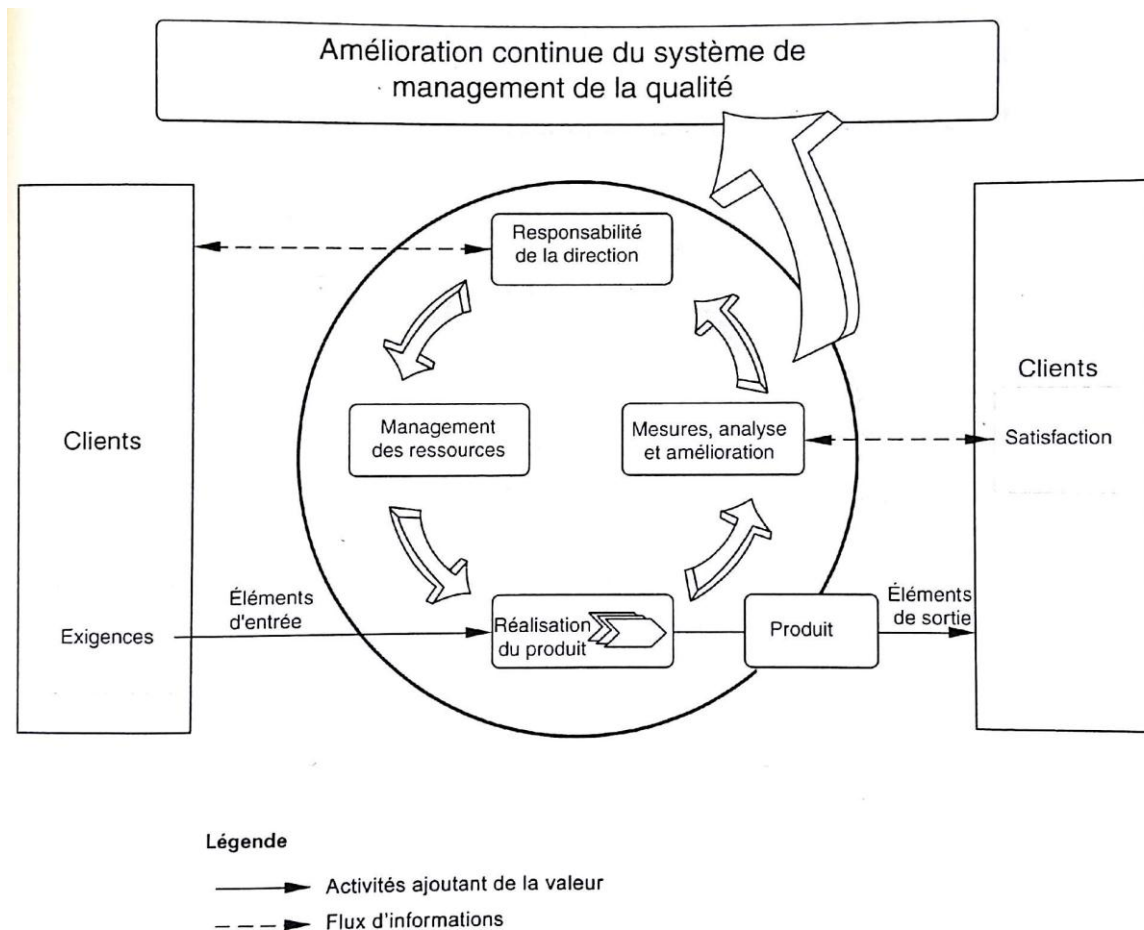 Amélioration continue du système de
management de la qualité
Responsabilité
de la direction
Clients
Management
des ressources
Mesures, analyse
et amélioration
Clients
Satisfaction
Exigences
Éléments
d'entrée
Réalisation
du produit
Produit
Éléments
de sortie
Légende
Activités ajoutant de la valeur
Flux d'informations